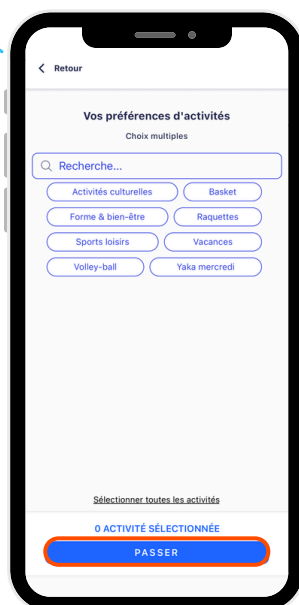 Retour
Vos préférences d'activités
Choix multiples
Recherche...
Activités culturelles Basket
Forme & bien-être Raquettes
Sports loisirs Vacances
Volley-ball Yaka mercredi
Sélectionner toutes les activités
0 ACTIVITÉ SÉLECTIONNÉE
PASSER